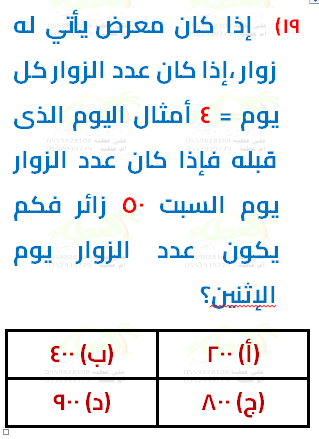 ١٩) إذا كان معرض يأتي له
زوار ،إذا كان عدد الزوار كل
يوم = ٤ أمثال اليوم الذى
قبله فإذا كان عدد الزوار
يوم السبت ٥٠ زائر فكم
يكون عدد الزوار يوم
الإثنين؟
(أ) ٢٠٠ (ب) ٤٠٠
(ج) ٨٠٠ (د) ٩٠٠